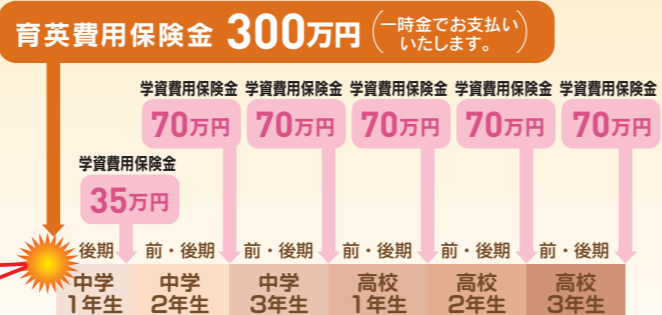 育英費用保険金 300万円 (一時金でお支払い
いたします。)
学資費用保険金 学資費用保険金 学資費用保険金 学資費用保険金 学資費用保険金
70万円 70万円 70万円 70万円 70万円
学資費用保険金
35万円
後期 前・後期 前・後期 前・後期 前・後期 前・後期
中学 中学 中学 高校 高校 高校
1年生 2年生 3年生 1年生 2年生 3年生